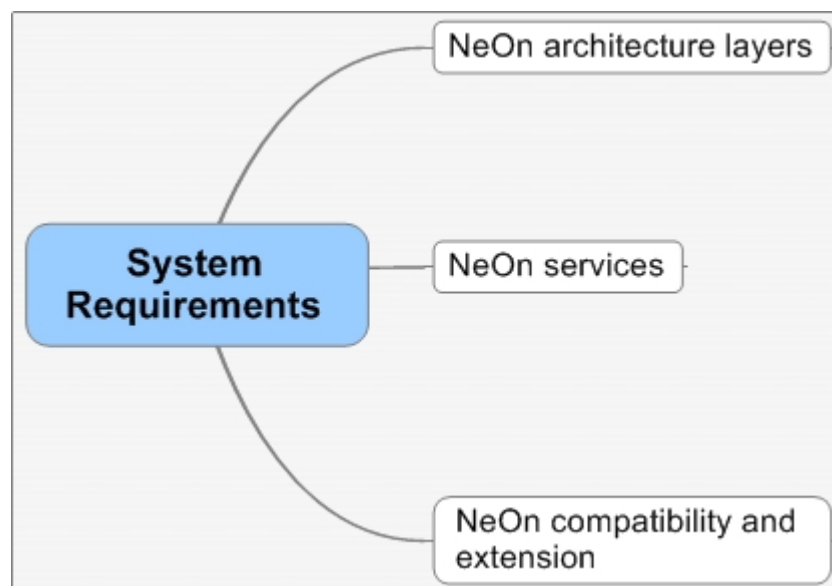 NeOn architecture layers
System
Requirements
NeOn services
NeOn compatibility and
extension